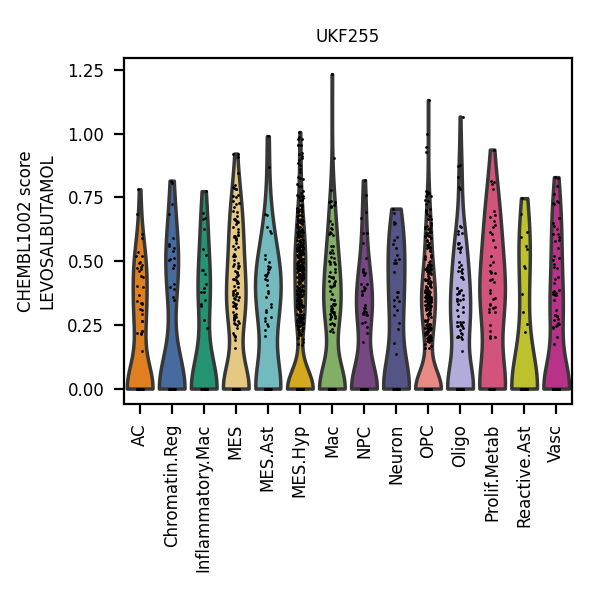 UKF255
CHEMBL1002 score
LEVOSALBUTAMOL
1.25
1.00
0.75
0.50
0.25
0.00
AC
Chromatin.Reg
Inflammatory.Mac
MES
MES.Ast
MES.Hyp
Mac
NPC
Neuron
OPC
Oligo
Prolif.Metab
Reactive.Ast
Vasc